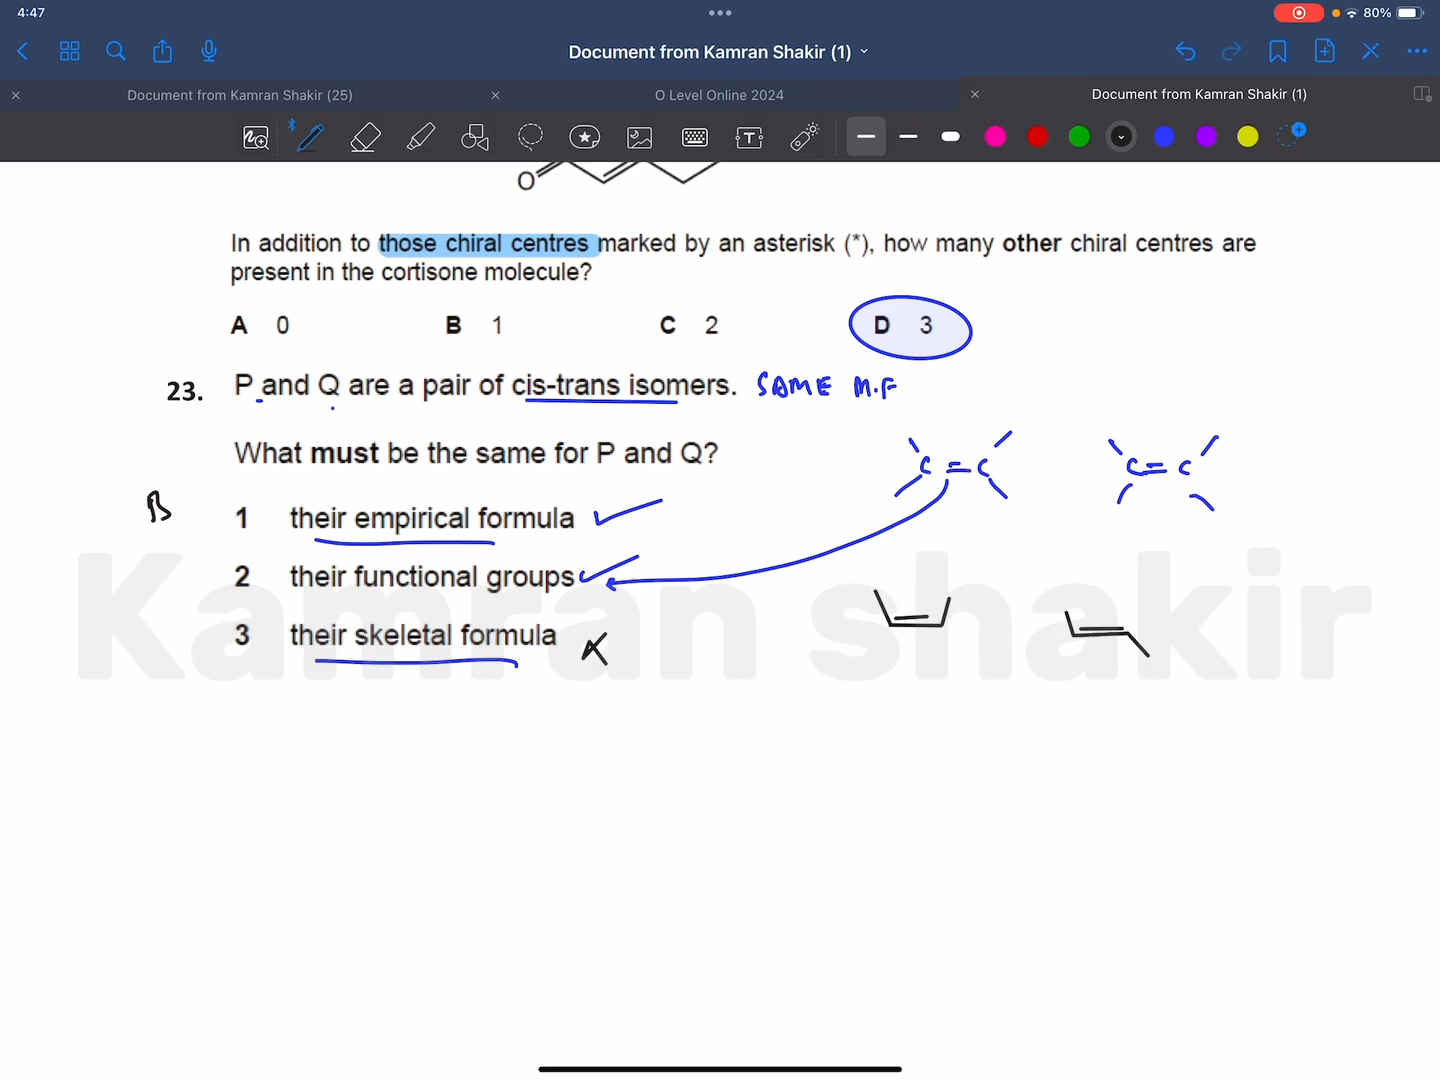 4:47
80%
Document from Kamran Shakir (1)
Document from Kamran Shakir (25)
O Level Online 2024
Document from Kamran Shakir (1)
O
In addition to those chiral centres marked by an asterisk (*), how many other chiral centres are
present in the cortisone molecule?
A 0 B 1 C 2 D 3
23. P and Q are a pair of cis-trans isomers. SAME M.F
What must be the same for P and Q?
C = C C = C
B
1 their empirical formula
2 their functional groups
3 their skeletal formula
Kamran shakir